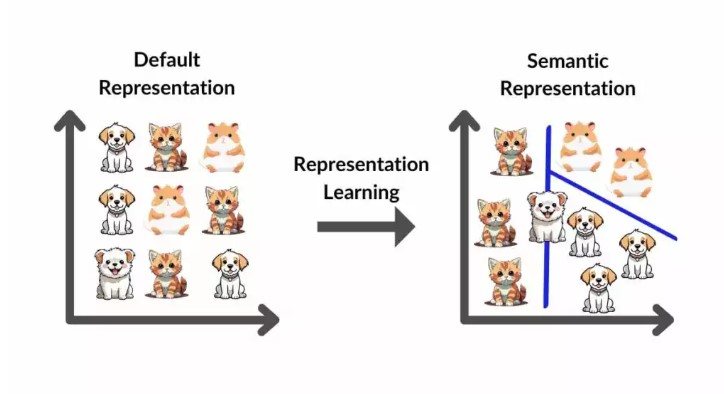 Default
Representation
Representation
Learning
Semantic
Representation